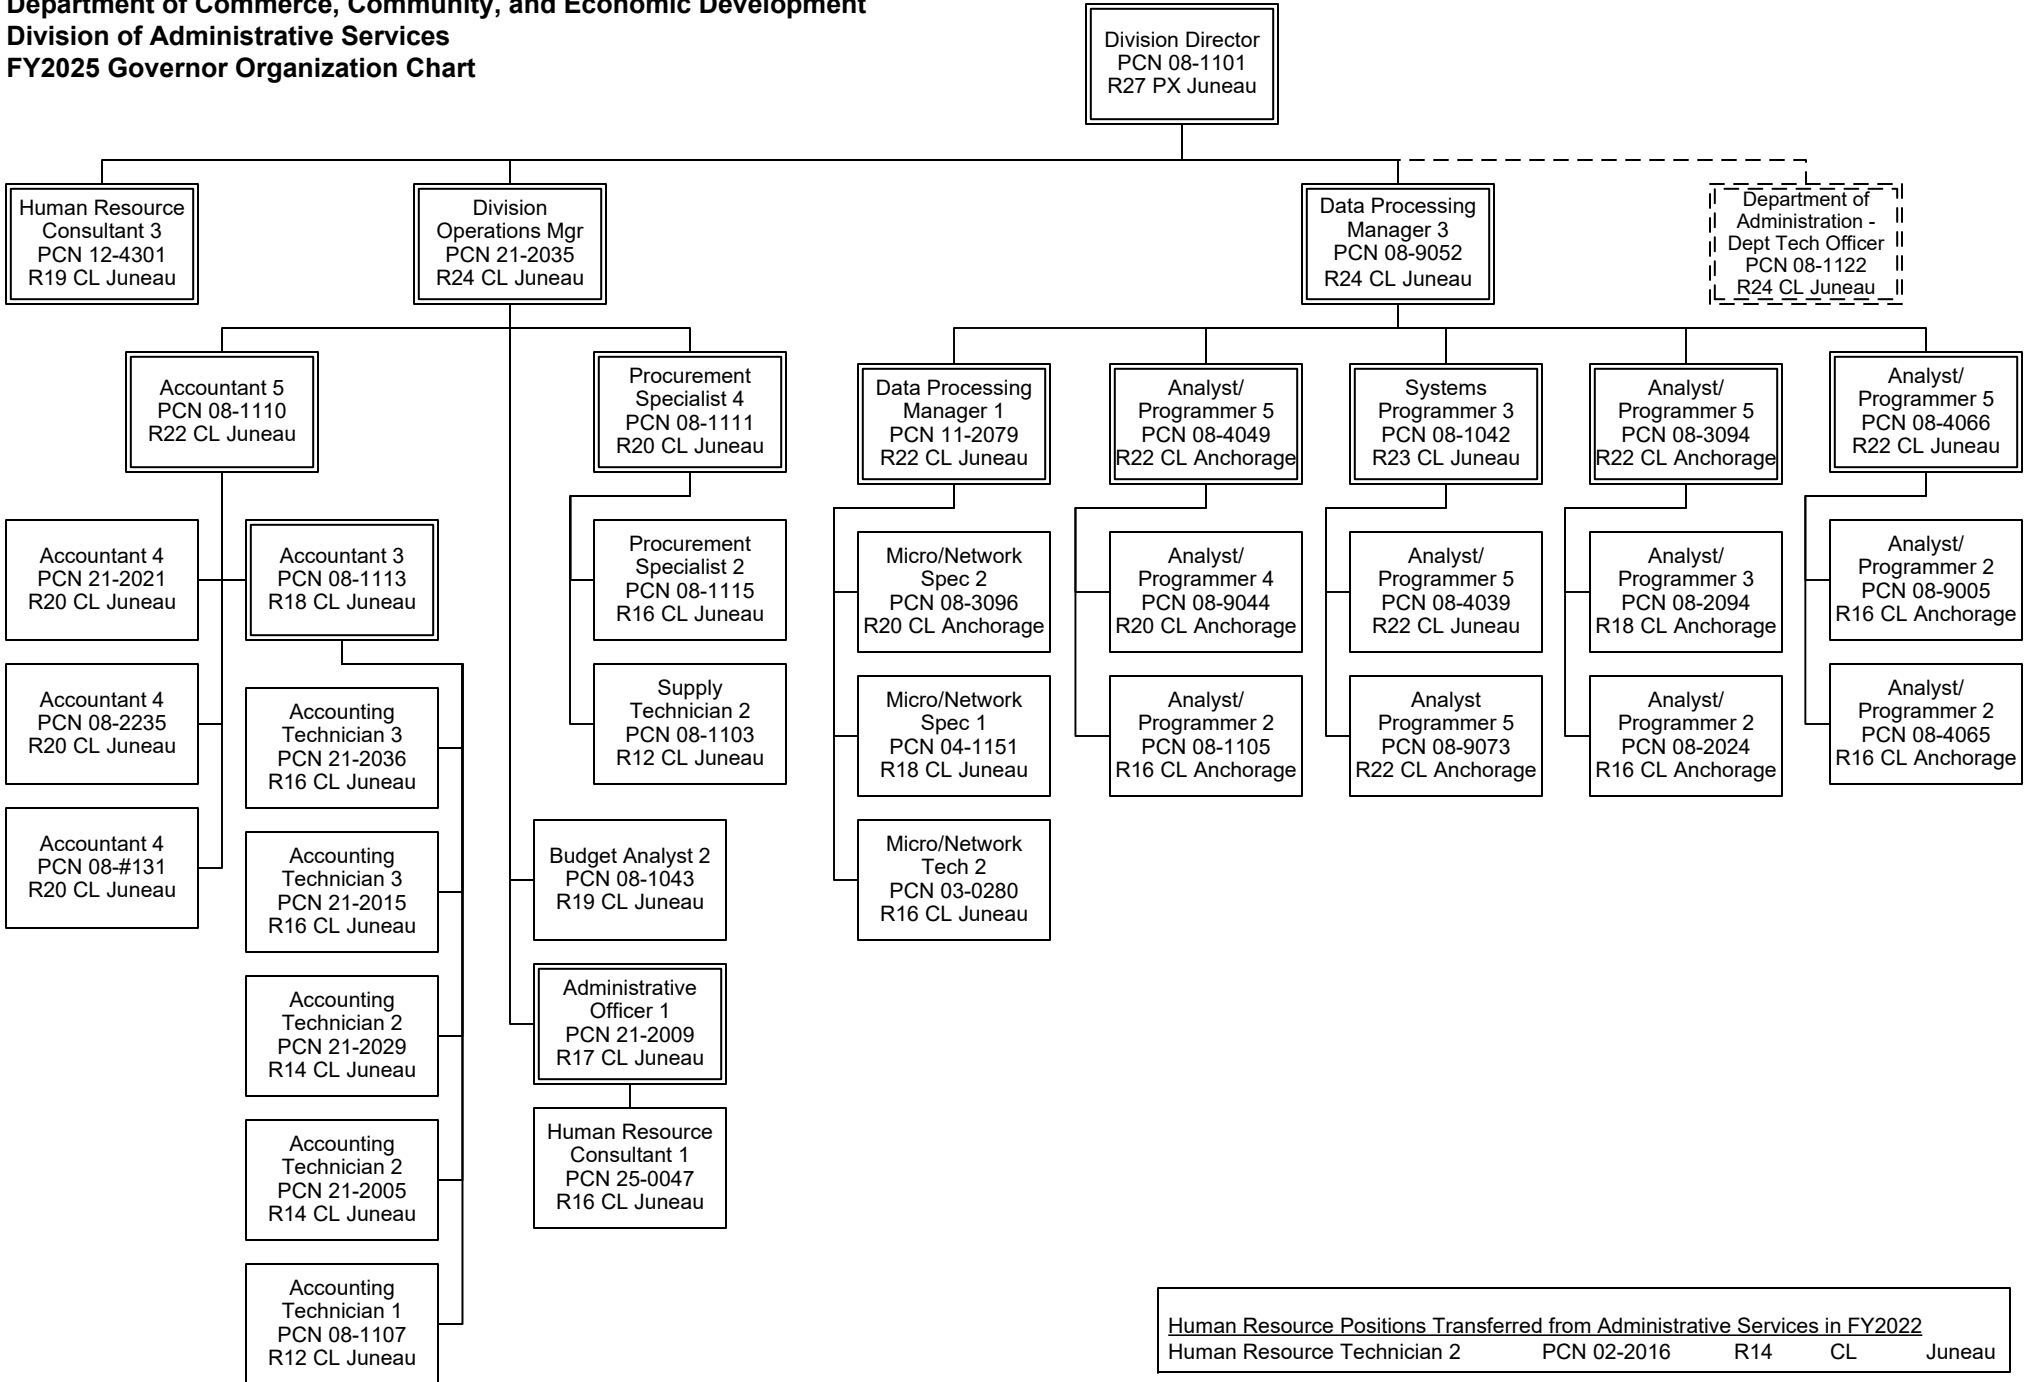 Department of Commerce, Community, and Economic Development
Division of Administrative Services
FY2025 Governor Organization Chart
Division Director
PCN 08-1101
R27 PX Juneau
Human Resource
Consultant 3
PCN 12-4301
R19 CL Juneau
Division
Operations Mgr
PCN 21-2035
R24 CL Juneau
Data Processing
Manager 3
PCN 08-9052
R24 CL Juneau
Department of
Administration -
Dept Tech Officer
PCN 08-1122
R24 CL Juneau
Accountant 5
PCN 08-1110
R22 CL Juneau
Procurement
Specialist 4
PCN 08-1111
R20 CL Juneau
Data Processing
Manager 1
PCN 11-2079
R22 CL Juneau
Analyst/
Programmer 5
PCN 08-4049
R22 CL Anchorage
Systems
Programmer 3
PCN 08-1042
R23 CL Juneau
Analyst/
Programmer 5
PCN 08-3094
R22 CL Anchorage
Analyst/
Programmer 5
PCN 08-4066
R22 CL Juneau
Accountant 4
PCN 21-2021
R20 CL Juneau
Accountant 3
PCN 08-1113
R18 CL Juneau
Procurement
Specialist 2
PCN 08-1115
R16 CL Juneau
Micro/Network
Spec 2
PCN 08-3096
R20 CL Anchorage
Analyst/
Programmer 4
PCN 08-9044
R20 CL Anchorage
Analyst/
Programmer 5
PCN 08-4039
R22 CL Juneau
Analyst/
Programmer 3
PCN 08-2094
R18 CL Anchorage
Analyst/
Programmer 2
PCN 08-9005
R16 CL Anchorage
Accountant 4
PCN 08-2235
R20 CL Juneau
Accounting
Technician 3
PCN 21-2036
R16 CL Juneau
Supply
Technician 2
PCN 08-1103
R12 CL Juneau
Micro/Network
Spec 1
PCN 04-1151
R18 CL Juneau
Analyst/
Programmer 2
PCN 08-1105
R16 CL Anchorage
Analyst
Programmer 5
PCN 08-9073
R22 CL Anchorage
Analyst/
Programmer 2
PCN 08-2024
R16 CL Anchorage
Analyst/
Programmer 2
PCN 08-4065
R16 CL Anchorage
Accountant 4
PCN 08-#131
R20 CL Juneau
Accounting
Technician 3
PCN 21-2015
R16 CL Juneau
Budget Analyst 2
PCN 08-1043
R19 CL Juneau
Micro/Network
Tech 2
PCN 03-0280
R16 CL Juneau
Accounting
Technician 2
PCN 21-2029
R14 CL Juneau
Administrative
Officer 1
PCN 21-2009
R17 CL Juneau
Accounting
Technician 2
PCN 21-2005
R14 CL Juneau
Human Resource
Consultant 1
PCN 25-0047
R16 CL Juneau
Accounting
Technician 1
PCN 08-1107
R12 CL Juneau
Human Resource Positions Transferred from Administrative Services in FY2022
Human Resource Technician 2 PCN 02-2016 R14 CL Juneau